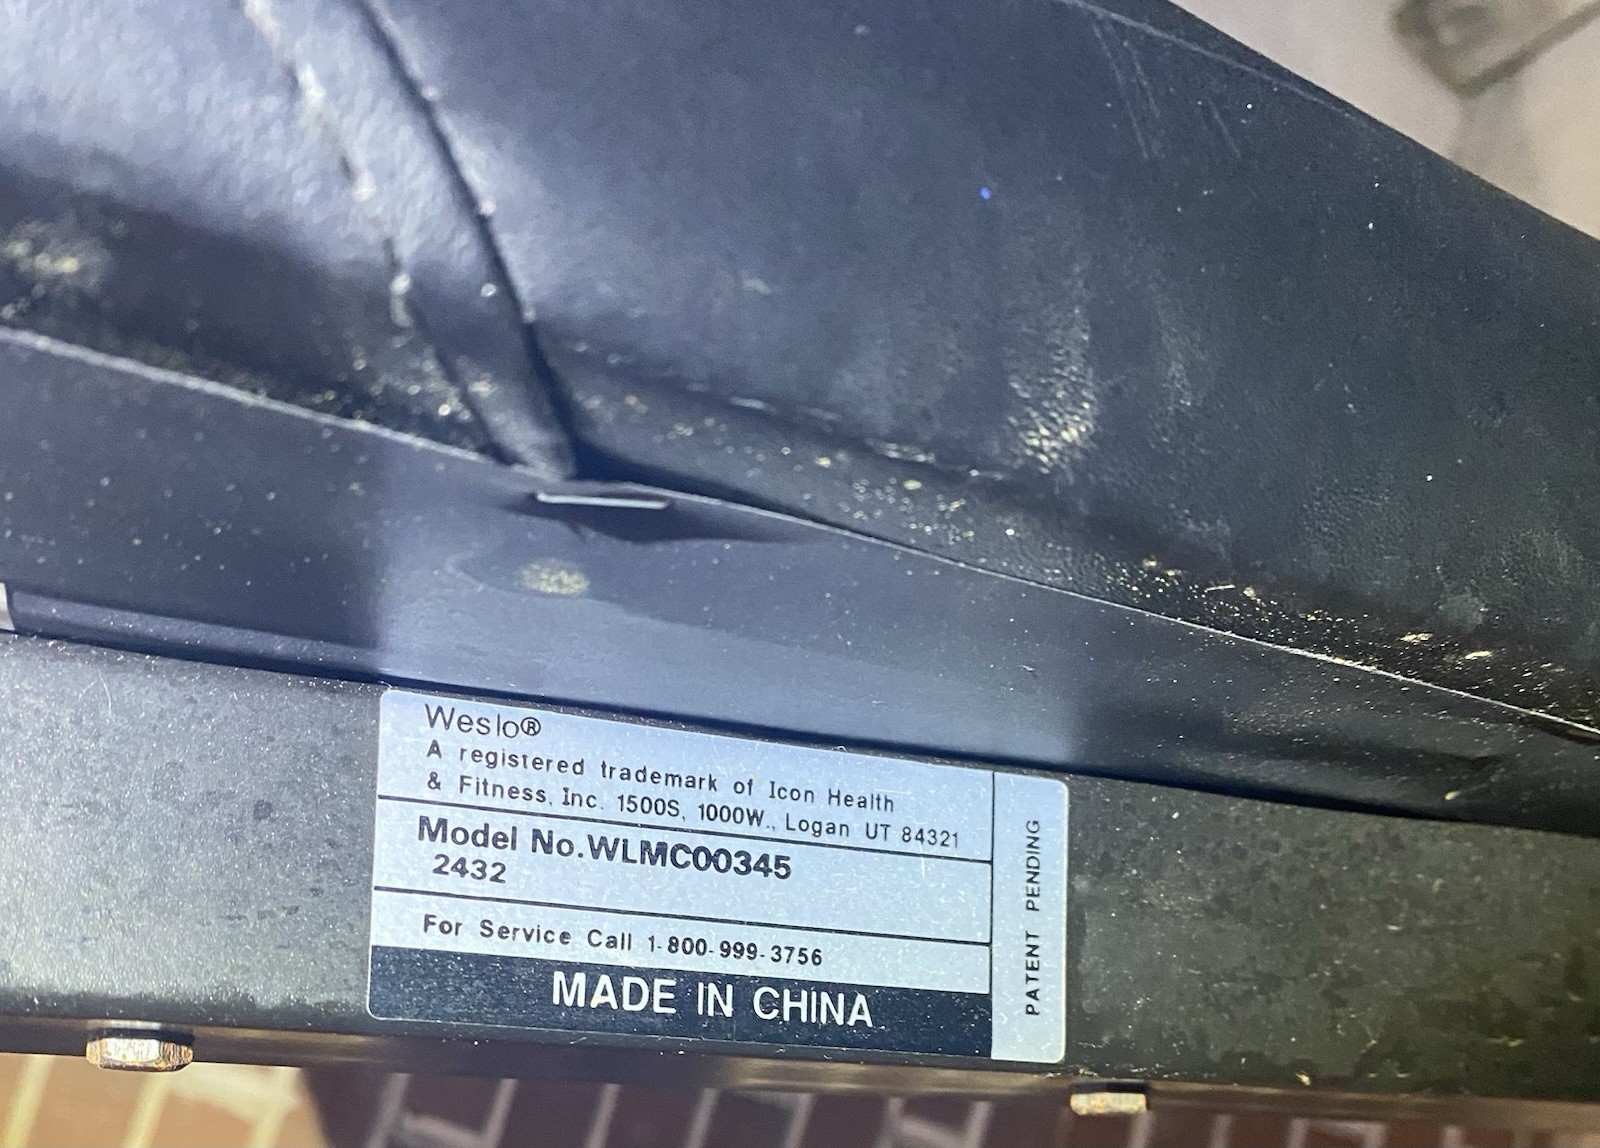 Weslo®
A registered trademark of Icon Health
& Fitness, Inc. 1500S, 1000W., Logan UT 84321
Model No.WLMC00345
2432
For Service Call 1-800-999-3756
MADE IN CHINA
PATENT PENDING